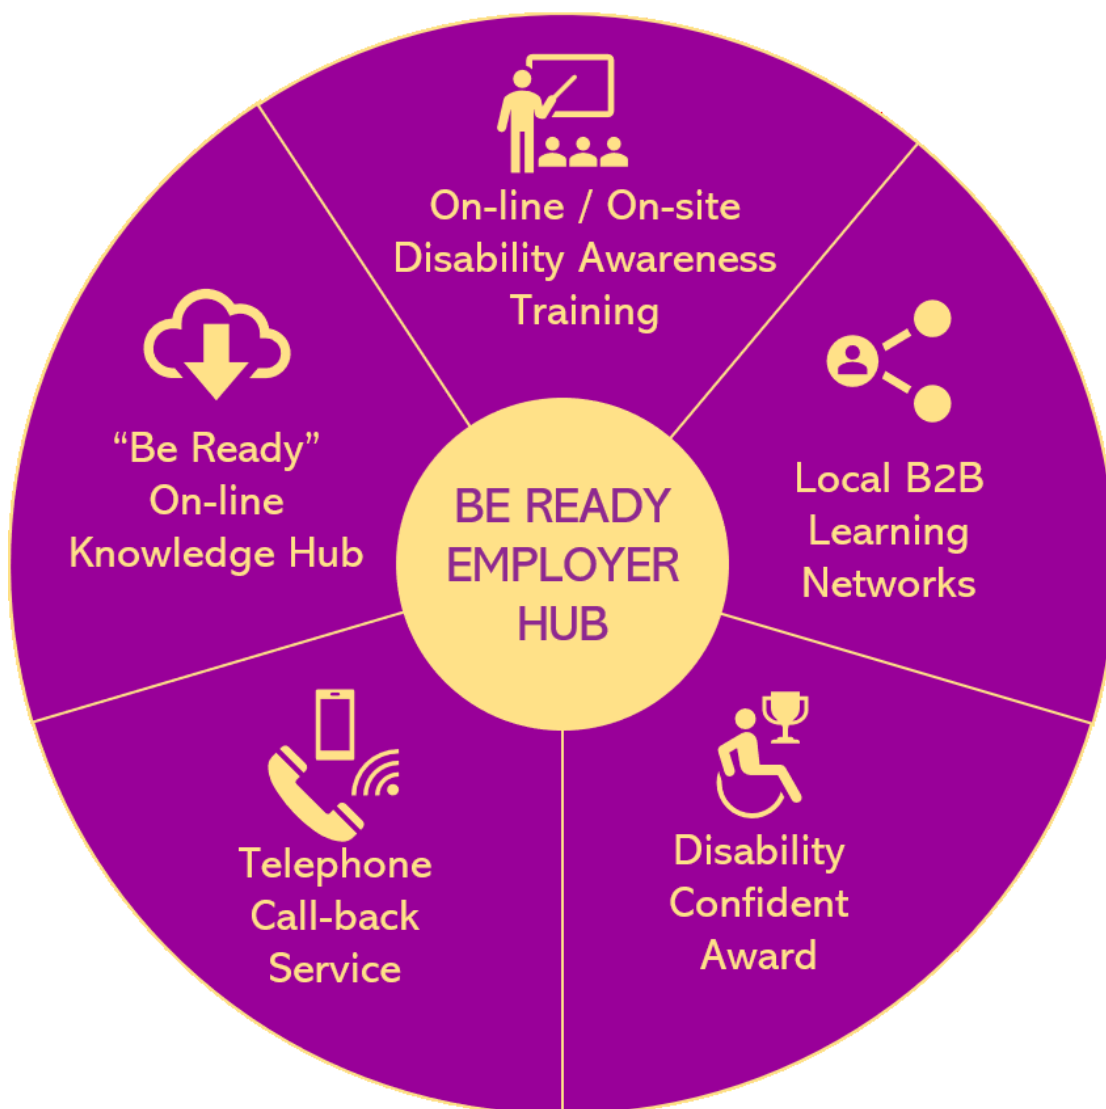 On-line / On-site
Disability Awareness
Training
Local B2B
Learning
Networks
Disability
Confident
Award
Telephone
Call-back
Service
“Be Ready”
On-line
Knowledge Hub
BE READY
EMPLOYER
HUB